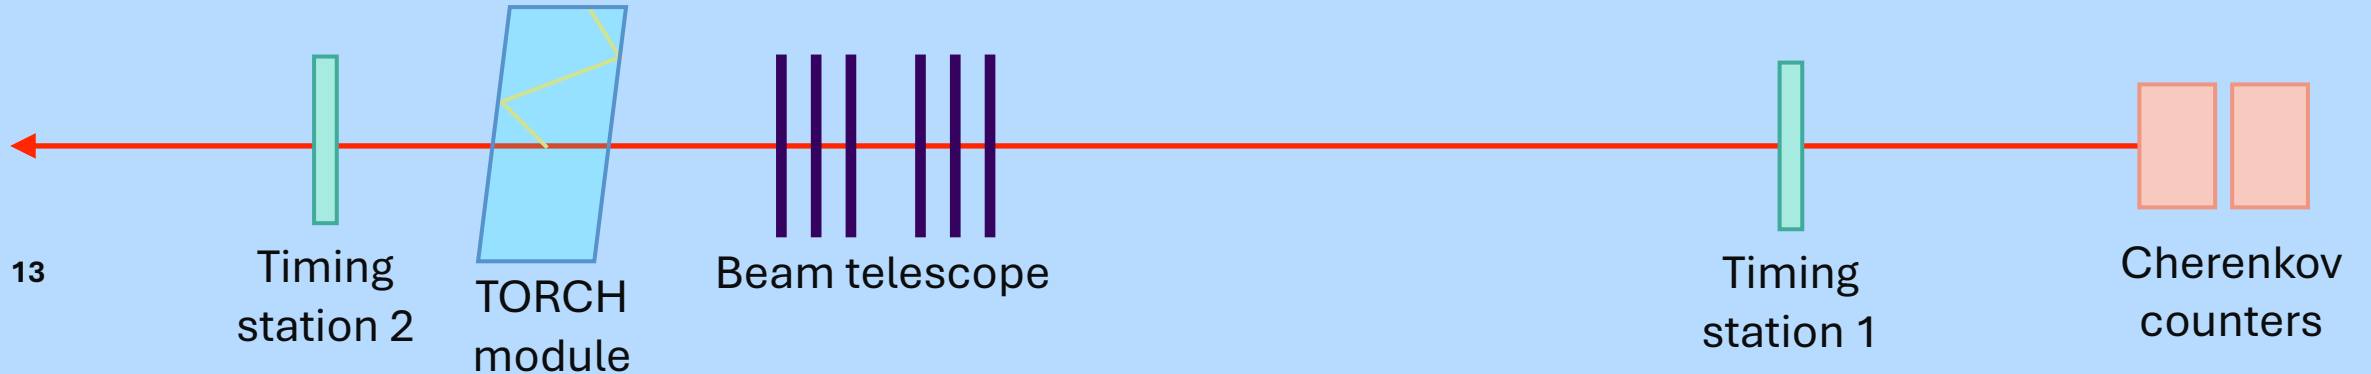 13
Timing
station 2
TORCH
module
Beam telescope
Timing
station 1
Cherenkov
counters